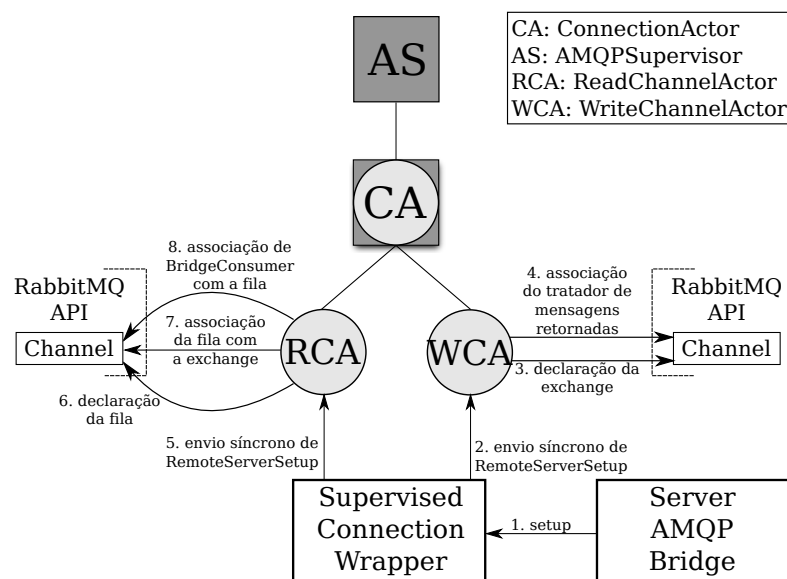 AS
CA: ConnectionActor
AS: AMQPSupervisor
RCA: ReadChannelActor
WCA: WriteChannelActor
CA
8. associação de
BridgeConsumer
com a fila
4. associação
do tratador de
mensagens
retornadas
RabbitMQ
API
Channel
7. associação
da fila com
a exchange
RCA
WCA
RabbitMQ
API
Channel
3. declaração da
exchange
6. declaração
da fila
5. envio síncrono de
RemoteServerSetup
2. envio síncrono de
RemoteServerSetup
Supervised
Connection
Wrapper
1. setup
Server
AMQP
Bridge